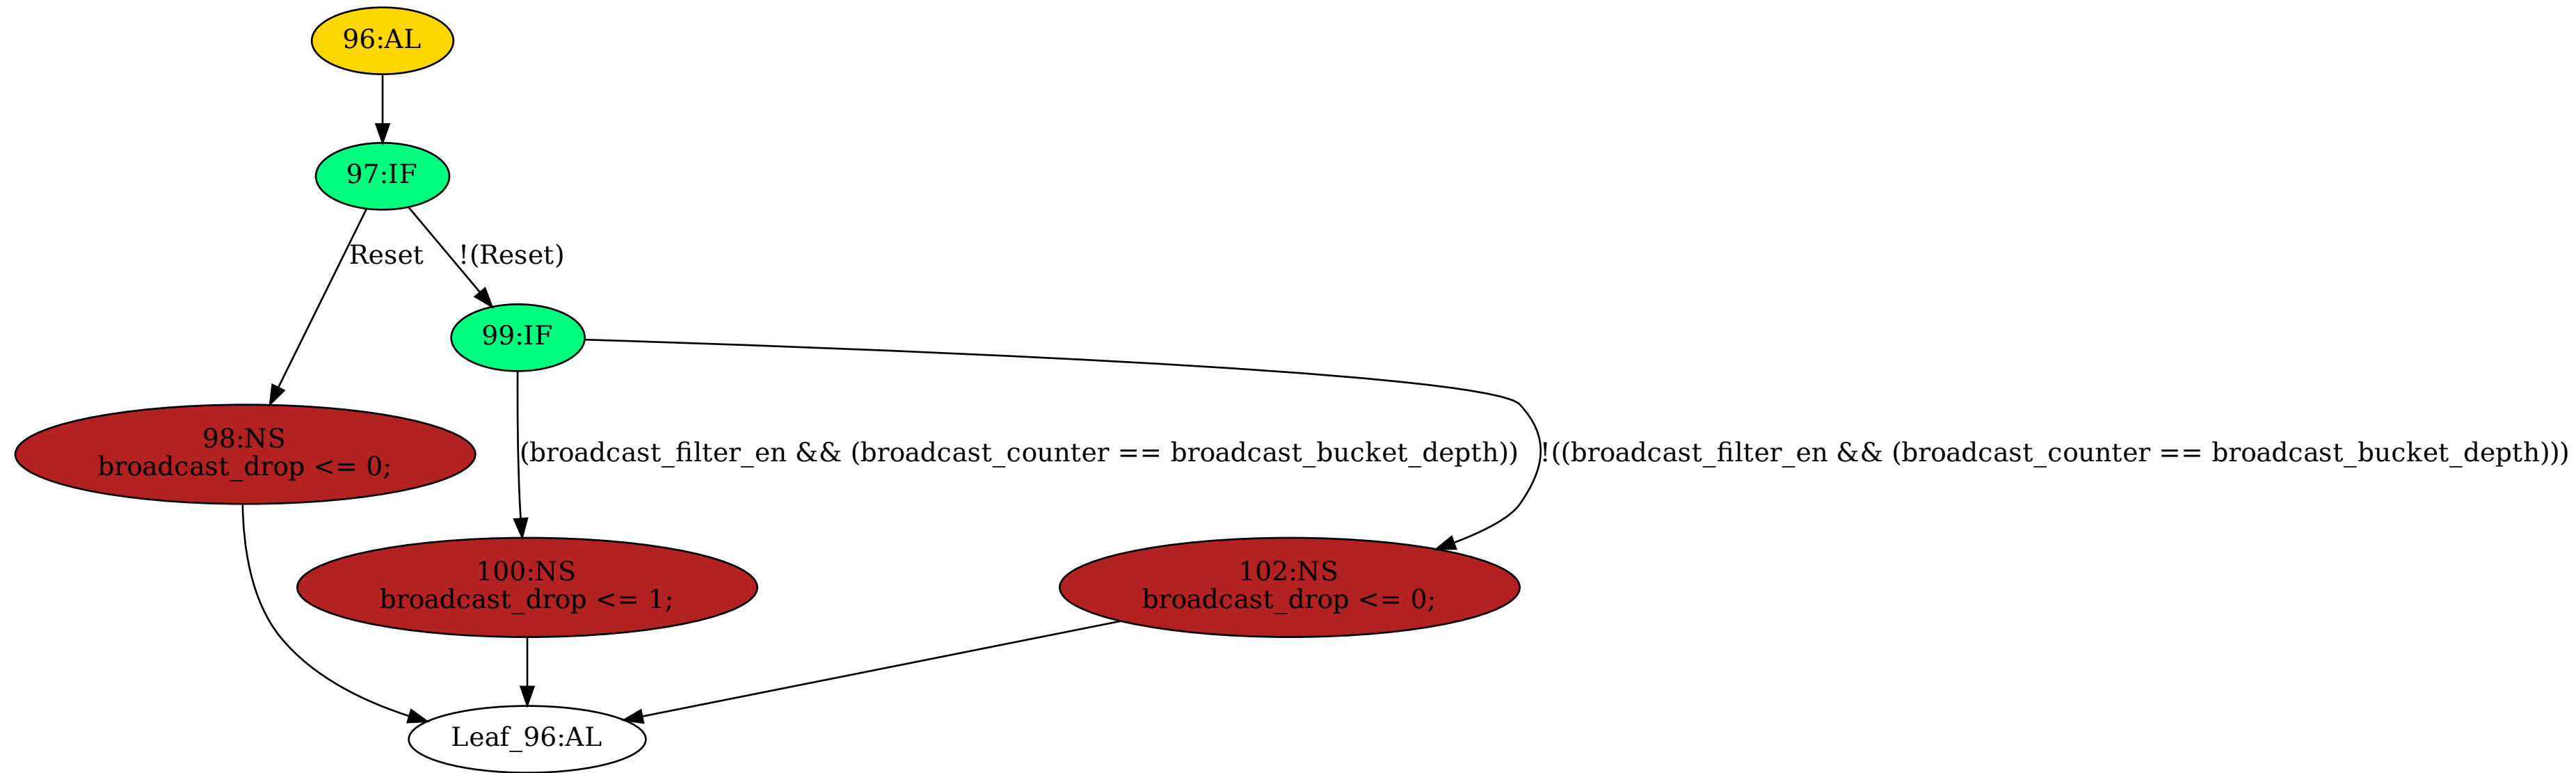 96:AL
97:IF
Reset
!(Reset)
99:IF
98:NS
broadcast_drop <= 0;
(broadcast_filter_en && (broadcast_counter == broadcast_bucket_depth))
!((broadcast_filter_en && (broadcast_counter == broadcast_bucket_depth)))
100:NS
broadcast_drop <= 1;
102:NS
broadcast_drop <= 0;
Leaf_96:AL